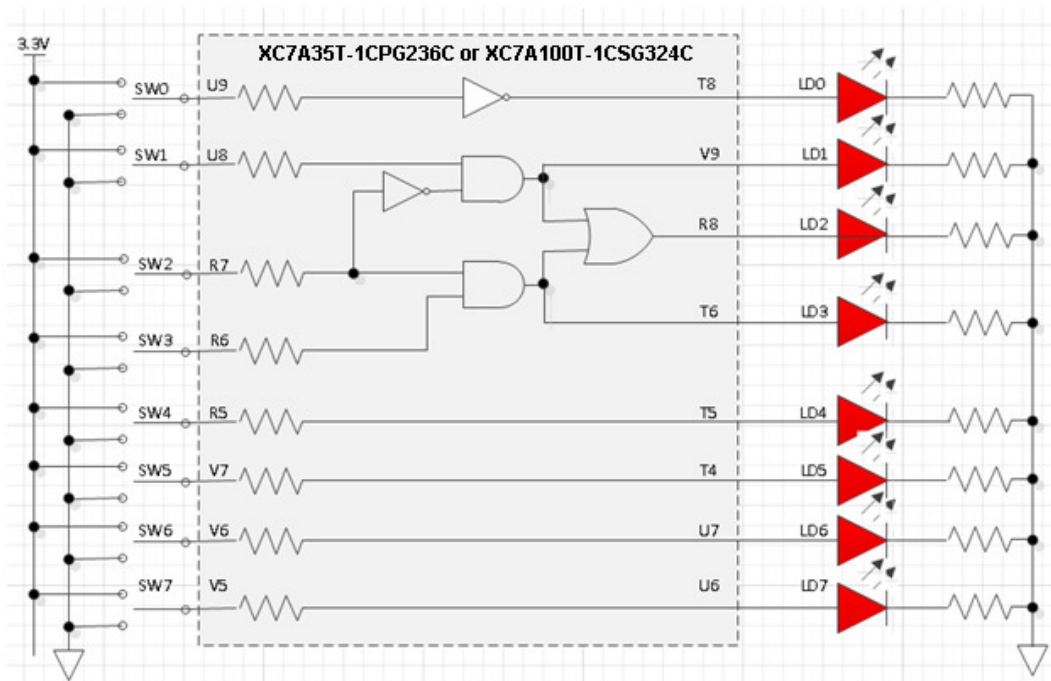 3.3V
XC7A35T-1CPG236C or XC7A100T-1CSG324C
SW0 U9 T8 LD0
SW1 U8 V9 LD1
R8 LD2
SW2 R7
T6 LD3
SW3 R6
SW4 R5 T5 LD4
SW5 V7 T4 LD5
SW6 V6 U7 LD6
SW7 V5 U6 LD7